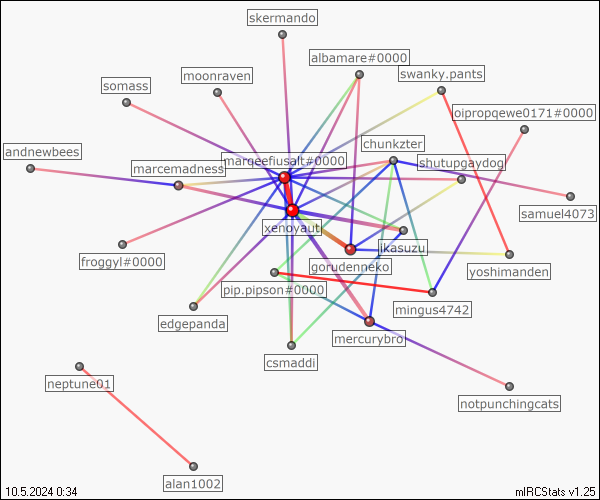 skermando
albamare#0000
moonraven
swanky.pants
somass
oipropqewe0171#0000
chunkzter
andnewbees
marqeefiusalt#0000
shutupgaydog
marcemadness
samuel4073
xenoyauti
jkasuzu
froggyl#0000
gorudenneko
yoshimanden
pip.pipson#0000
mingus4742
edgepanda
mercurybro
csmaddi
neptune01
notpunchingcats
alan1002
10.5.2024 0:34
mIRCStats v1.25